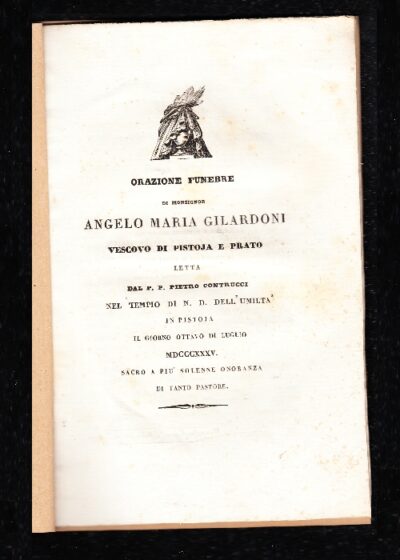 ORAZIONE FUNEBRE
DI MONSIGNOR
ANGELO MARIA GILARDONI
VESCOVO DI PISTOJA E PRATO
LETTA
DAL P. P. PIETRO CONTRUCCI
NEL TEMPIO DI N. D. DELL' UMILTA'
IN PISTOJA
IL GIORNO OTTAVO DI LUGLIO
MDCCCXXXV.
SACRO A PIU' SOLENNE ONORANZA
DI TANTO PASTORE.